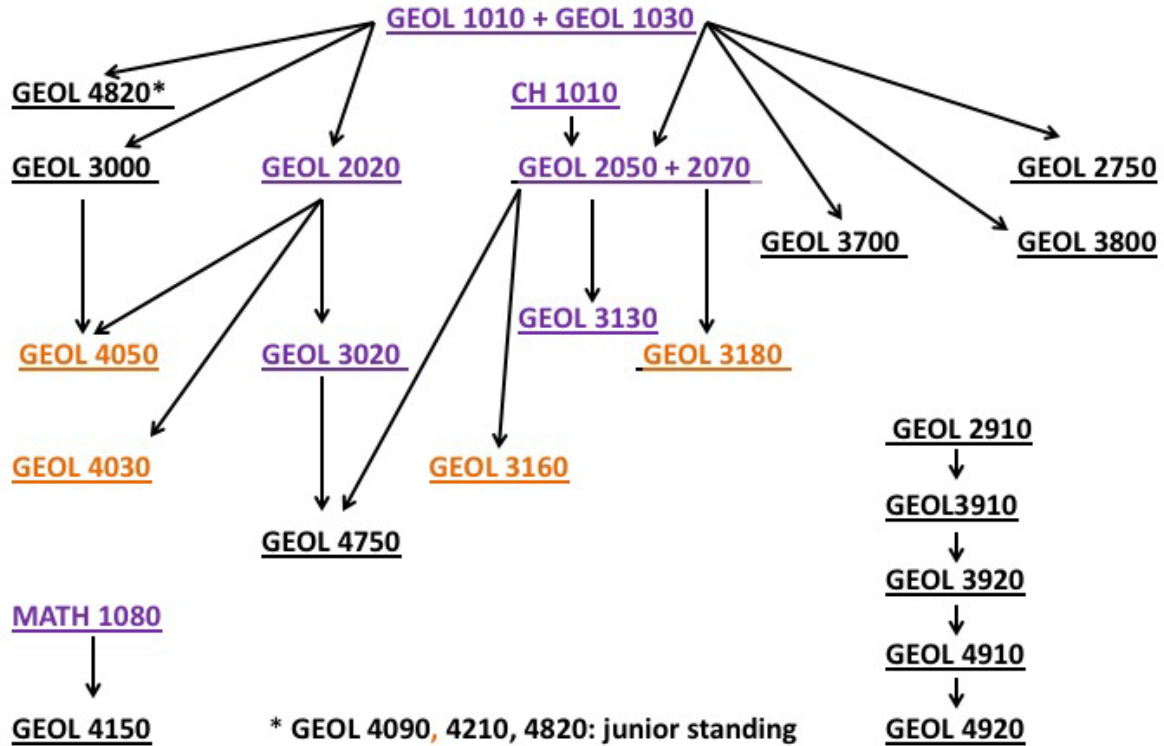 GEOL 1010 + GEOL 1030
GEOL 4820*
CH 1010
GEOL 3000
GEOL 2020
GEOL 2050 + 2070
GEOL 2750
GEOL 3700
GEOL 3800
GEOL 3130
GEOL 4050
GEOL 3020
GEOL 3180
GEOL 2910
GEOL 4030
GEOL 3160
GEOL3910
GEOL 4750
GEOL 3920
MATH 1080
GEOL 4910
GEOL 4150
* GEOL 4090, 4210, 4820: junior standing
GEOL 4920